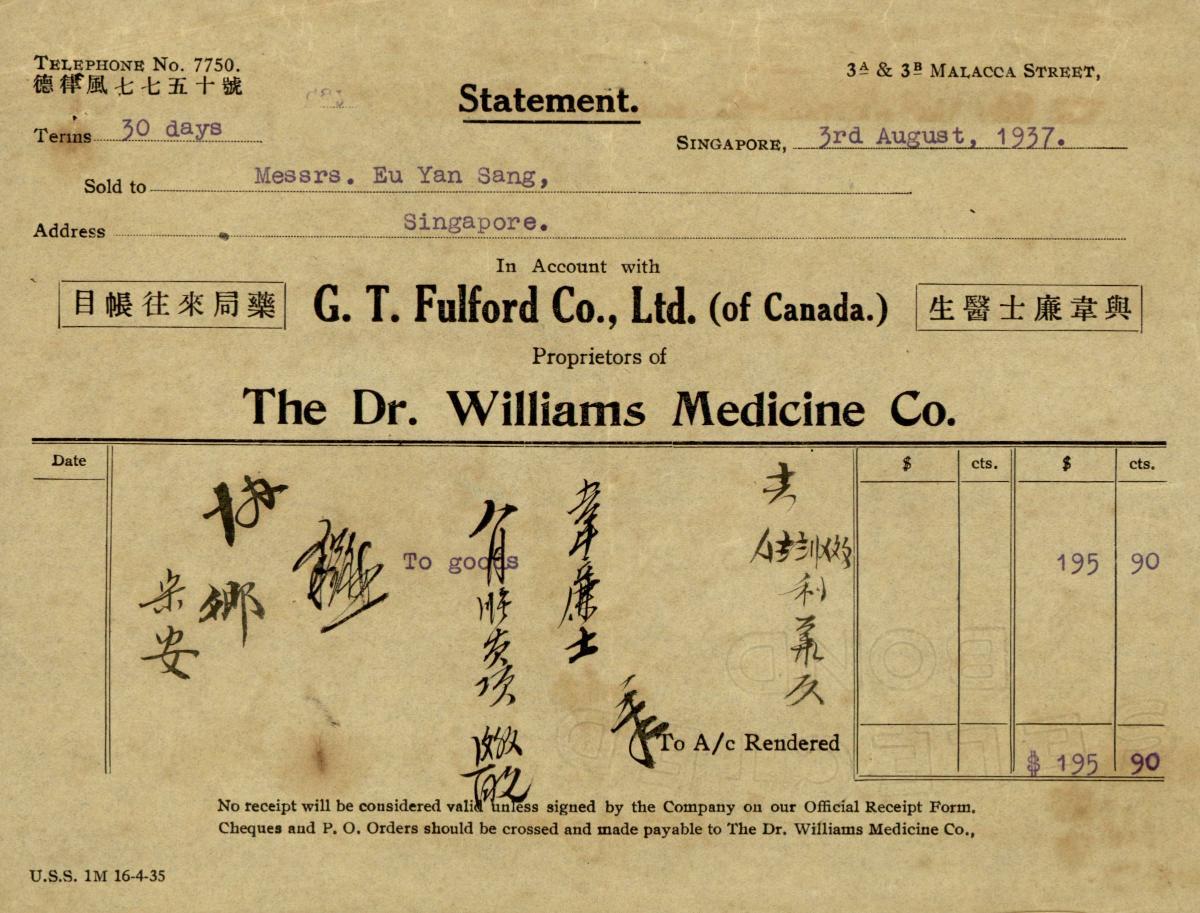 TELEPHONE No. 7750.
德律風七七五十號
3A & 3B MALACCA STREET,
Statement.
Terms 30 days
SINGAPORE, 3rd August, 1937.
Sold to Messrs. Eu Yan Sang,
Address Singapore.
In Account with
與韋廉士醫生
G. T. Fulford Co., Ltd. (of Canada.)
藥局來往帳目
Proprietors of
The Dr. Williams Medicine Co.
Date $ cts. $ cts.
To goods 195 90
韋廉士
八月
To A/c Rendered $ 195 90
No receipt will be considered valid unless signed by the Company on our Official Receipt Form.
Cheques and P. O. Orders should be crossed and made payable to The Dr. Williams Medicine Co.,
U.S.S. 1M 16-4-35